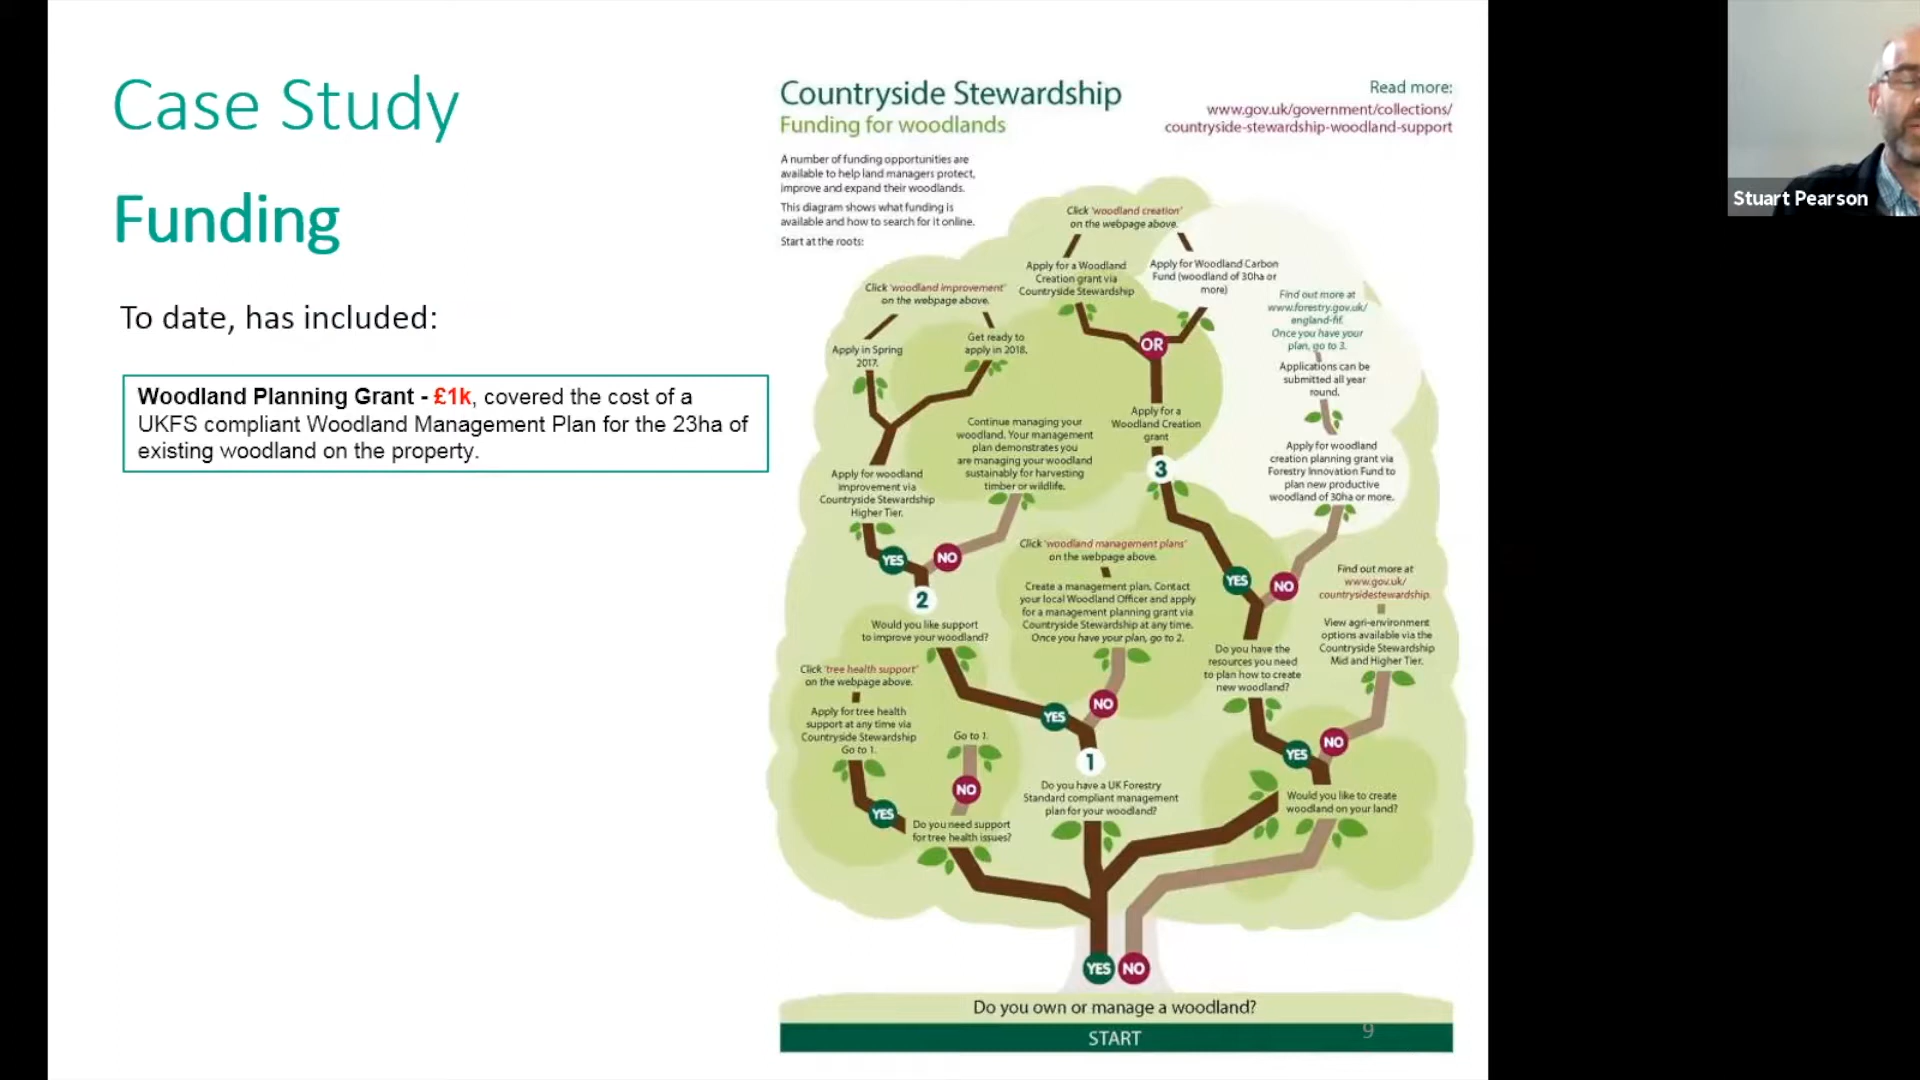 Case Study
Funding
To date, has included:
Woodland Planning Grant - £1k, covered the cost of a
UKFS compliant Woodland Management Plan for the 23ha of
existing woodland on the property.
Countryside Stewardship
Funding for woodlands
Read more:
www.gov.uk/government/collections/
countryside-stewardship-woodland-support
A number of funding opportunities are
available to help land managers protect,
improve and expand their woodlands.
This diagram shows what funding is
available and how to search for it online.
Start at the roots:
Click 'woodland creation'
on the webpage above.
Apply for a Woodland
Creation grant via
Countryside Stewardship
Apply for Woodland Carbon
Fund (woodland of 30ha or
more)
OR
Apply for a
Woodland Creation
grant
3
Click 'woodland improvement'
on the webpage above.
Apply in Spring
2017.
Get ready to
apply in 2018.
Apply for woodland
improvement via
Countryside Stewardship
Higher Tier.
Continue managing your
woodland. Your management
plan demonstrates you
are managing your woodland
sustainably for harvesting
timber or wildlife.
YES
NO
2
Would you like support
to improve your woodland?
Find out more at
www.forestry.gov.uk/
england-fif.
Once you have your
plan, go to 3.
Applications can be
submitted all year
round.
Apply for woodland
creation planning grant via
Forestry Innovation Fund to
plan new productive
woodland of 30ha or more.
YES
NO
Do you have the
resources you need
to plan how to create
new woodland?
Click 'woodland management plans'
on the webpage above.
Create a management plan. Contact
your local Woodland Officer and apply
for a management planning grant via
Countryside Stewardship at any time.
Once you have your plan, go to 2.
YES
NO
1
Do you have a UK Forestry
Standard compliant management
plan for your woodland?
Find out more at
www.gov.uk/
countrysidestewardship.
View agri-environment
options available via the
Countryside Stewardship
Mid and Higher Tier.
YES
NO
Would you like to create
woodland on your land?
Click 'tree health support'
on the webpage above.
Apply for tree health
support at any time via
Countryside Stewardship
Go to 1.
Go to 1.
NO
YES
Do you need support
for tree health issues?
YES
NO
Do you own or manage a woodland?
START
9
Stuart Pearson